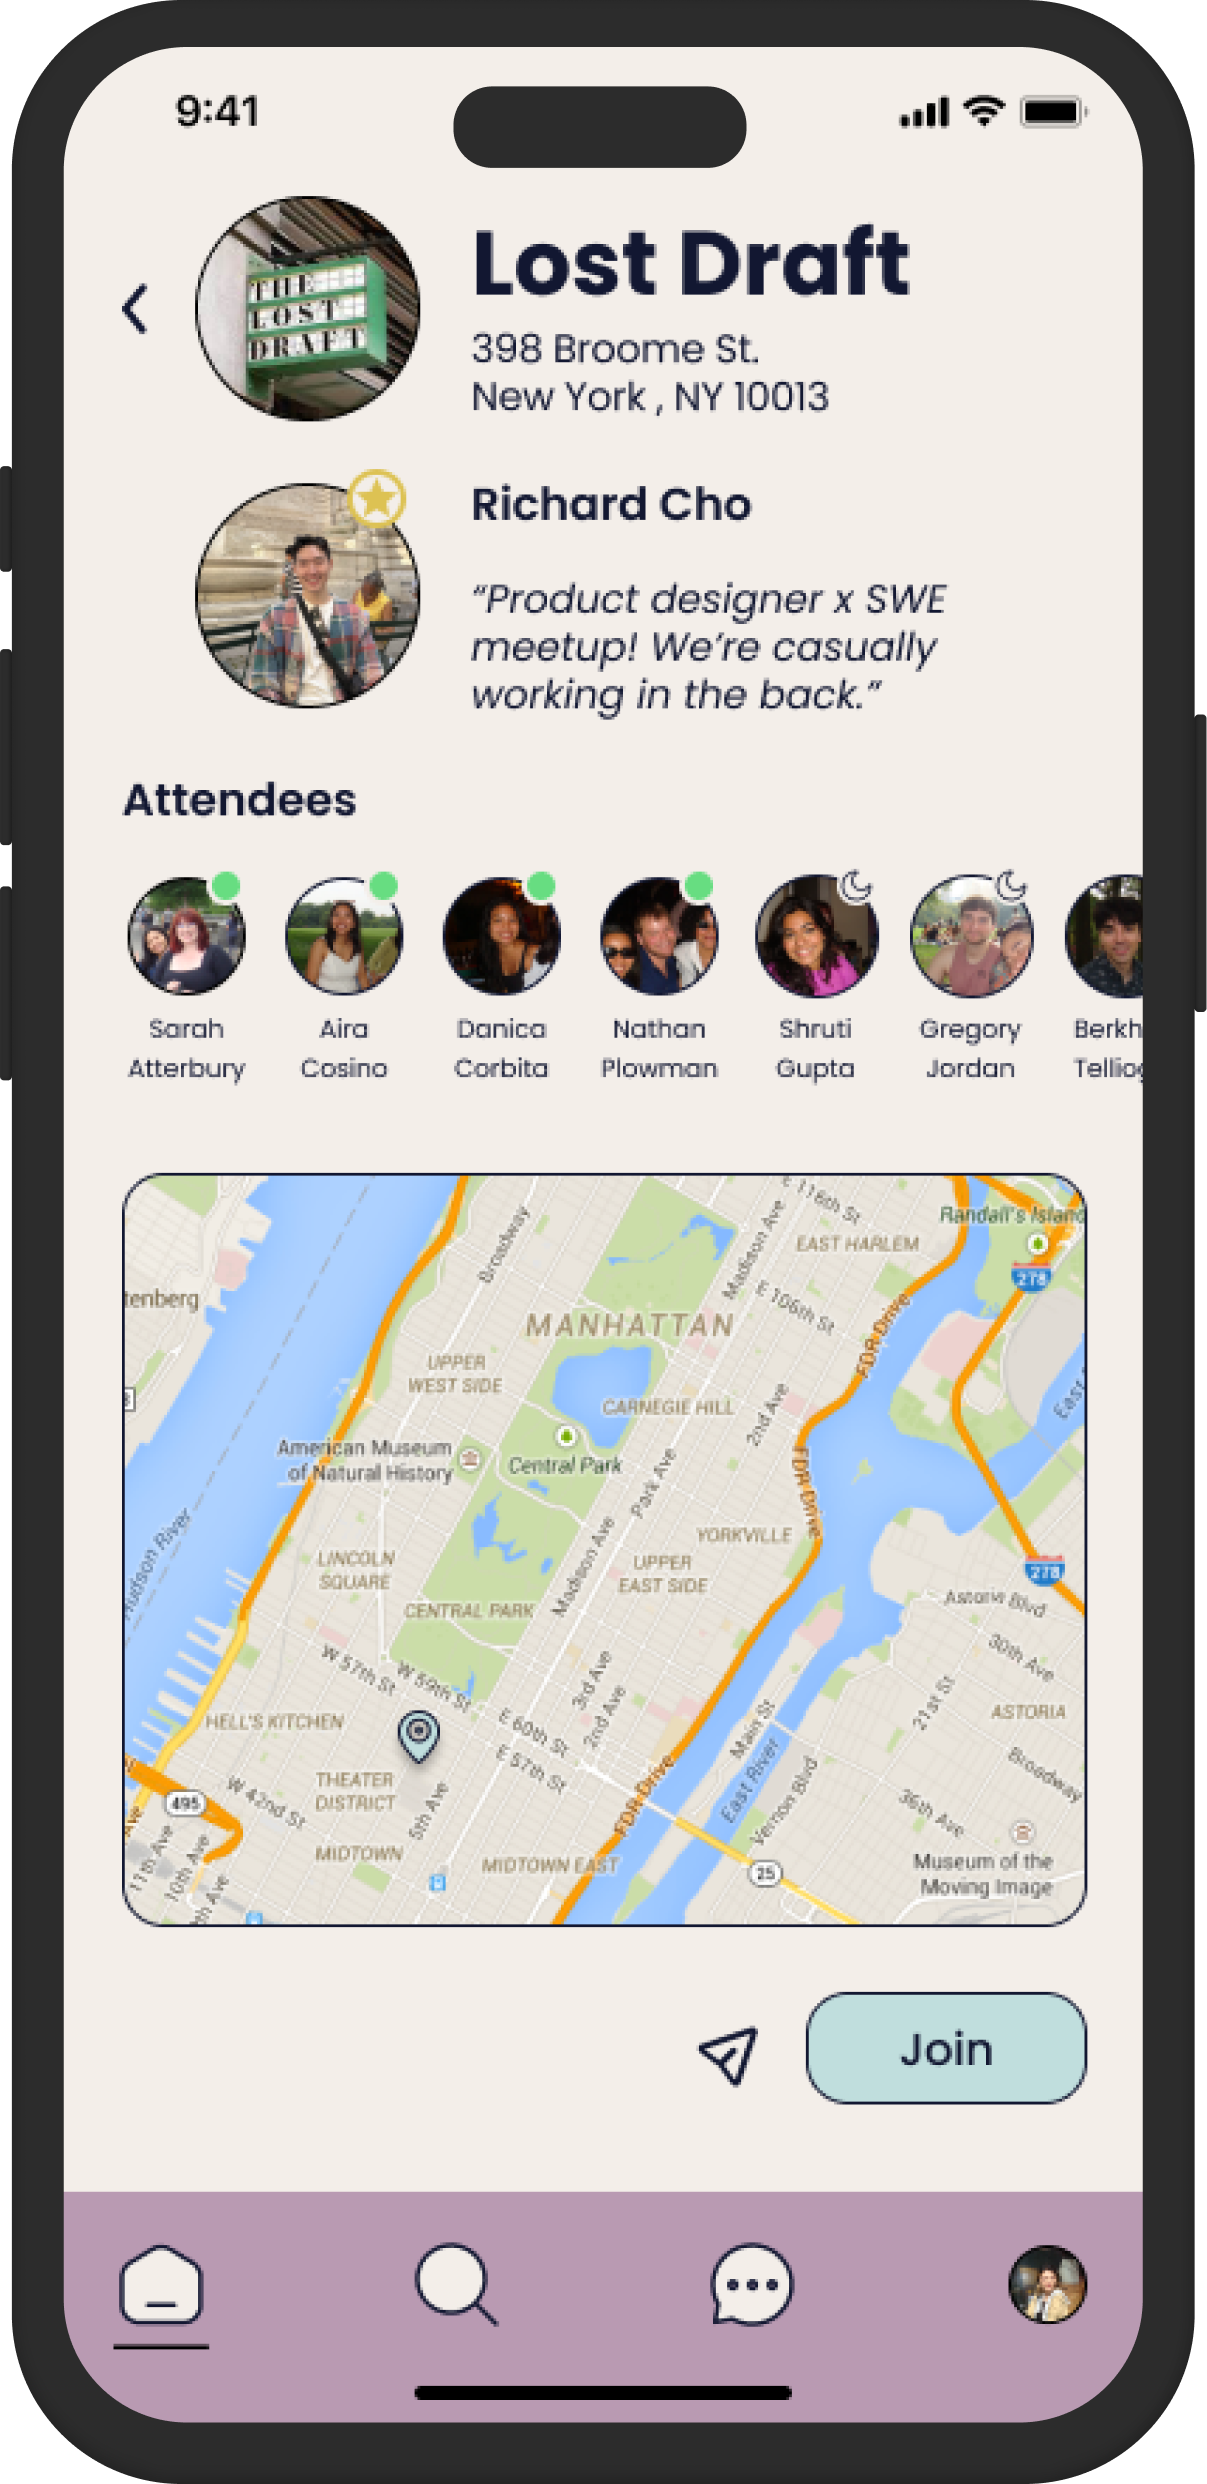 9:41
THE
LOST
DRAFT
Lost Draft
398 Broome St.
New York , NY 10013
Richard Cho
“Product designer x SWE
meetup! We’re casually
working in the back.”
Attendees
Sarah
Atterbury
Aira
Cosino
Danica
Corbita
Nathan
Plowman
Shruti
Gupta
Gregory
Jordan
Berkh
Tellio
E 116th St
Randall's Island
EAST HARLEM
Broadway
Madison Ave
278
tenberg
E 106th St
MANHATTAN
FDR Drive
UPPER
WEST SIDE
CARNEGIE HILL
2nd Ave
East
American Museum
of Natural History
Central Park
Park Ave
FDR Drive
Hudson River
YORKVILLE
LINCOLN
SQUARE
UPPER
EAST SIDE
Madison Ave
278
CENTRAL PARK
Astoria Blvd
W 57th St
W 59th St
3rd Ave
2nd Ave
30th Ave
21st St
ASTORIA
HELL'S KITCHEN
E 60th St
E 57th St
Main St
East River
Vernon Blvd
Broadway
THEATER
DISTRICT
5th Ave
495
W 42nd St
FDR Drive
36th Ave
MIDTOWN
MIDTOWN EAST
25
Museum of the
Moving Image
Ave
11th Ave
10th Ave
9th Ave
Join